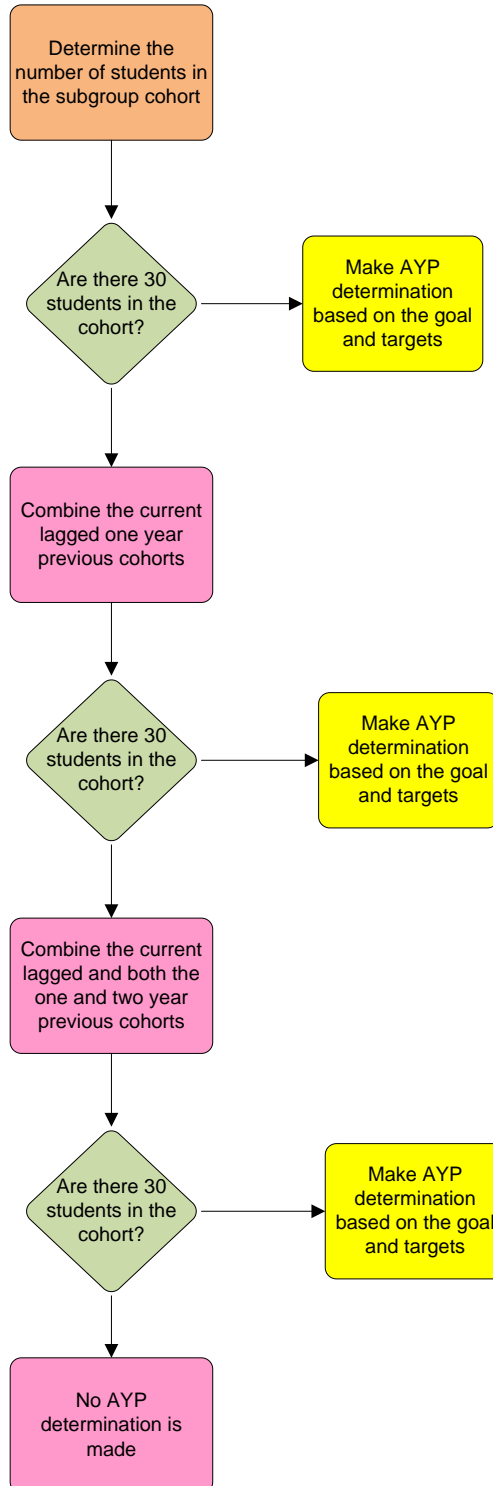 Determine the
number of students in
the subgroup cohort
Are there 30
students in the
cohort?
Make AYP
determination
based on the goal
and targets
Combine the current
lagged one year
previous cohorts
Are there 30
students in the
cohort?
Make AYP
determination
based on the goal
and targets
Combine the current
lagged and both the
one and two year
previous cohorts
Are there 30
students in the
cohort?
Make AYP
determination
based on the goal
and targets
No AYP
determination is
made